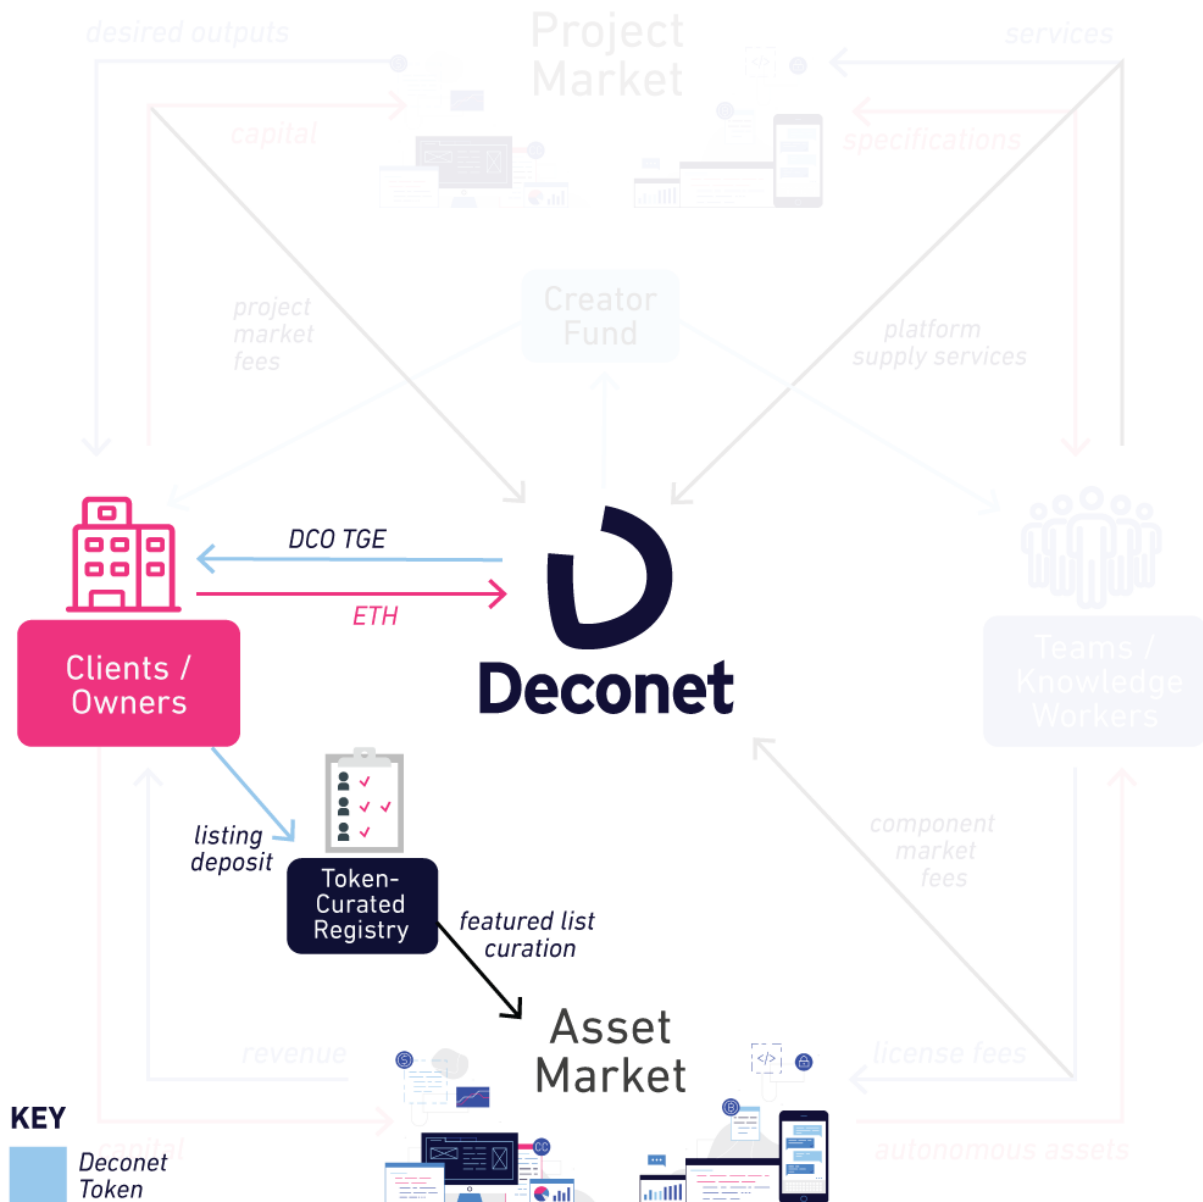 desired outputs
Project
Market
services
capital
specifications
project
market
fees
Creator
Fund
platform
supply services
DCO TGE
ETH
Deconet
Clients /
Owners
Teams /
Knowledge
Workers
listing
deposit
Token-
Curated
Registry
featured list
curation
component
market
fees
Asset
Market
revenue
license fees
</>
KEY
capital
autonomous assets
CC
Deconet
Token